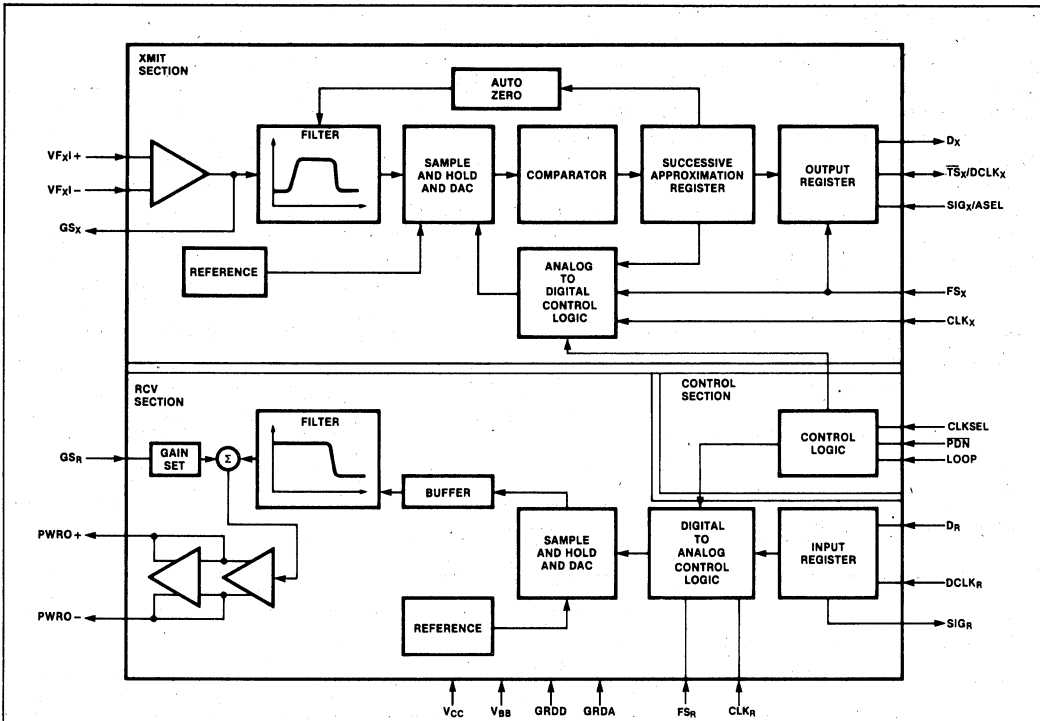 XMIT
SECTION
AUTO
ZERO
FILTER
SAMPLE
AND HOLD
AND DAC
COMPARATOR
SUCCESSIVE
APPROXIMATION
REGISTER
OUTPUT
REGISTER
VFXI+
VFXI−
GSX
DX
T̅S̅X/DCLKX
SIGX/ASEL
REFERENCE
ANALOG
TO
DIGITAL
CONTROL
LOGIC
FSX
CLKX
RCV
SECTION
CONTROL
SECTION
FILTER
GSR
GAIN
SET
Σ
BUFFER
CONTROL
LOGIC
CLKSEL
P̅D̅N̅
LOOP
PWRO+
PWRO−
SAMPLE
AND HOLD
AND DAC
DIGITAL
TO
ANALOG
CONTROL
LOGIC
INPUT
REGISTER
DR
DCLKR
SIGR
REFERENCE
VCC
VBB
GRDD
GRDA
FSR
CLKR